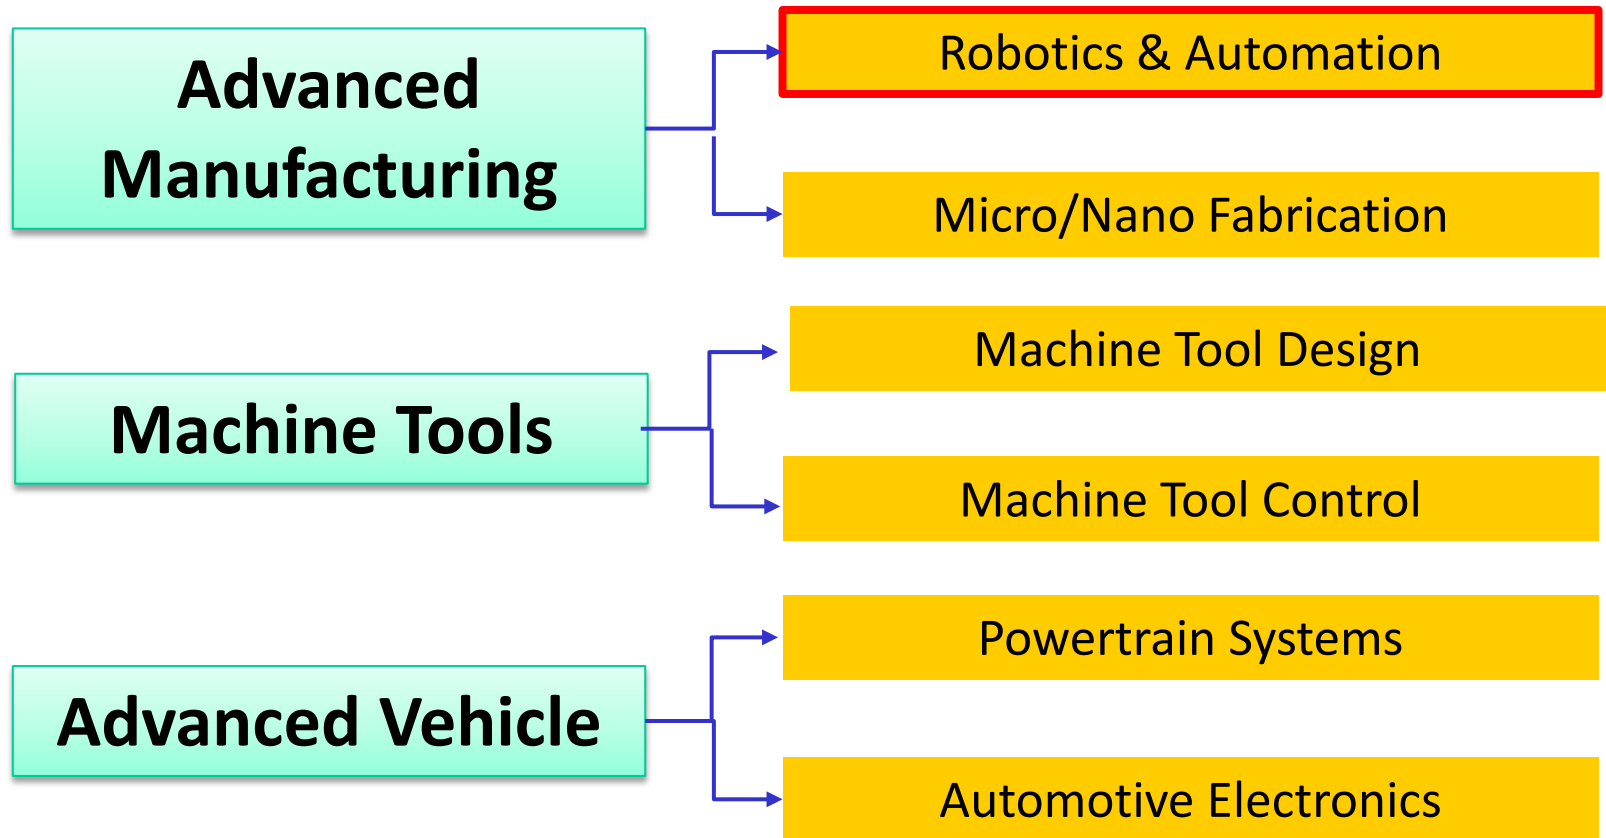 Advanced
Manufacturing
Robotics & Automation
Micro/Nano Fabrication
Machine Tools
Machine Tool Design
Machine Tool Control
Advanced Vehicle
Powertrain Systems
Automotive Electronics